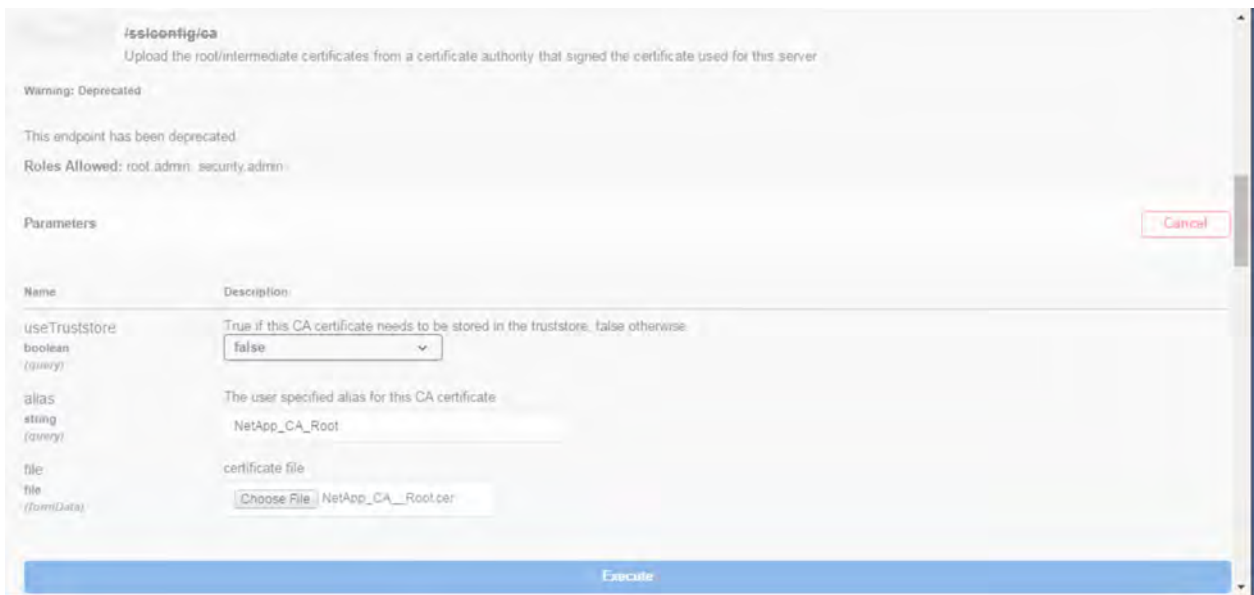 /sslconfig/ca
Upload the root/intermediate certificates from a certificate authority that signed the certificate used for this server
Warning: Deprecated
This endpoint has been deprecated
Roles Allowed: root.admin, security.admin
Parameters
Cancel
Name Description
useTruststore True if this CA certificate needs to be stored in the truststore, false otherwise
boolean false
(query)
alias The user specified alias for this CA certificate
string
(query) NetApp_CA_Root
file certificate file
file
(formData) Choose File NetApp_CA__Root.cer
Execute